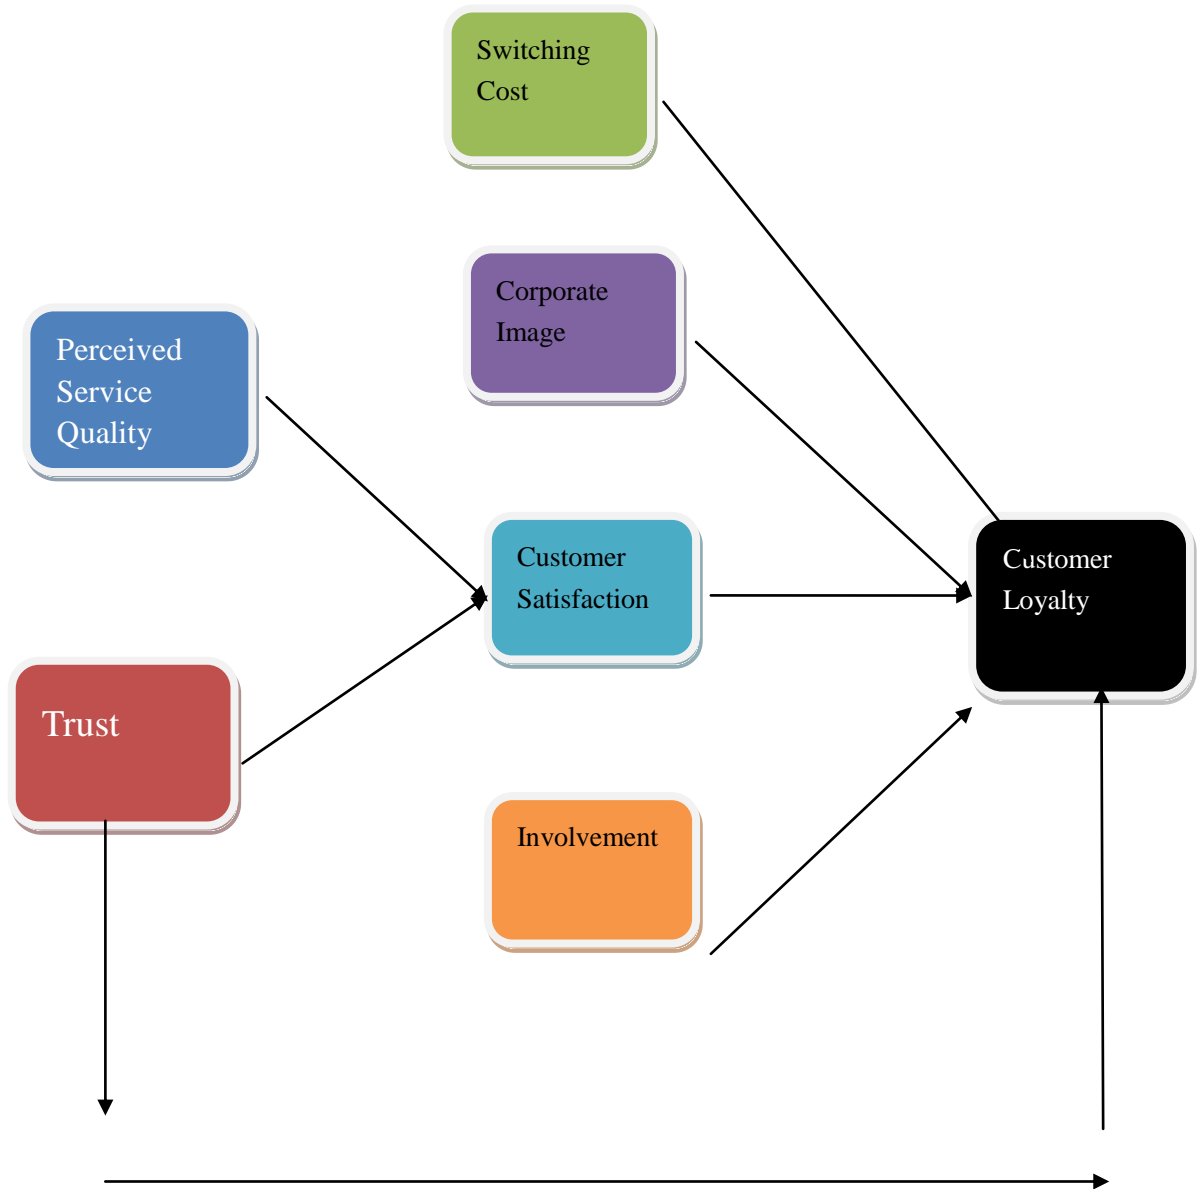 Switching
Cost
Corporate
Image
Perceived
Service
Quality
Customer
Satisfaction
Customer
Loyalty
Trust
Involvement